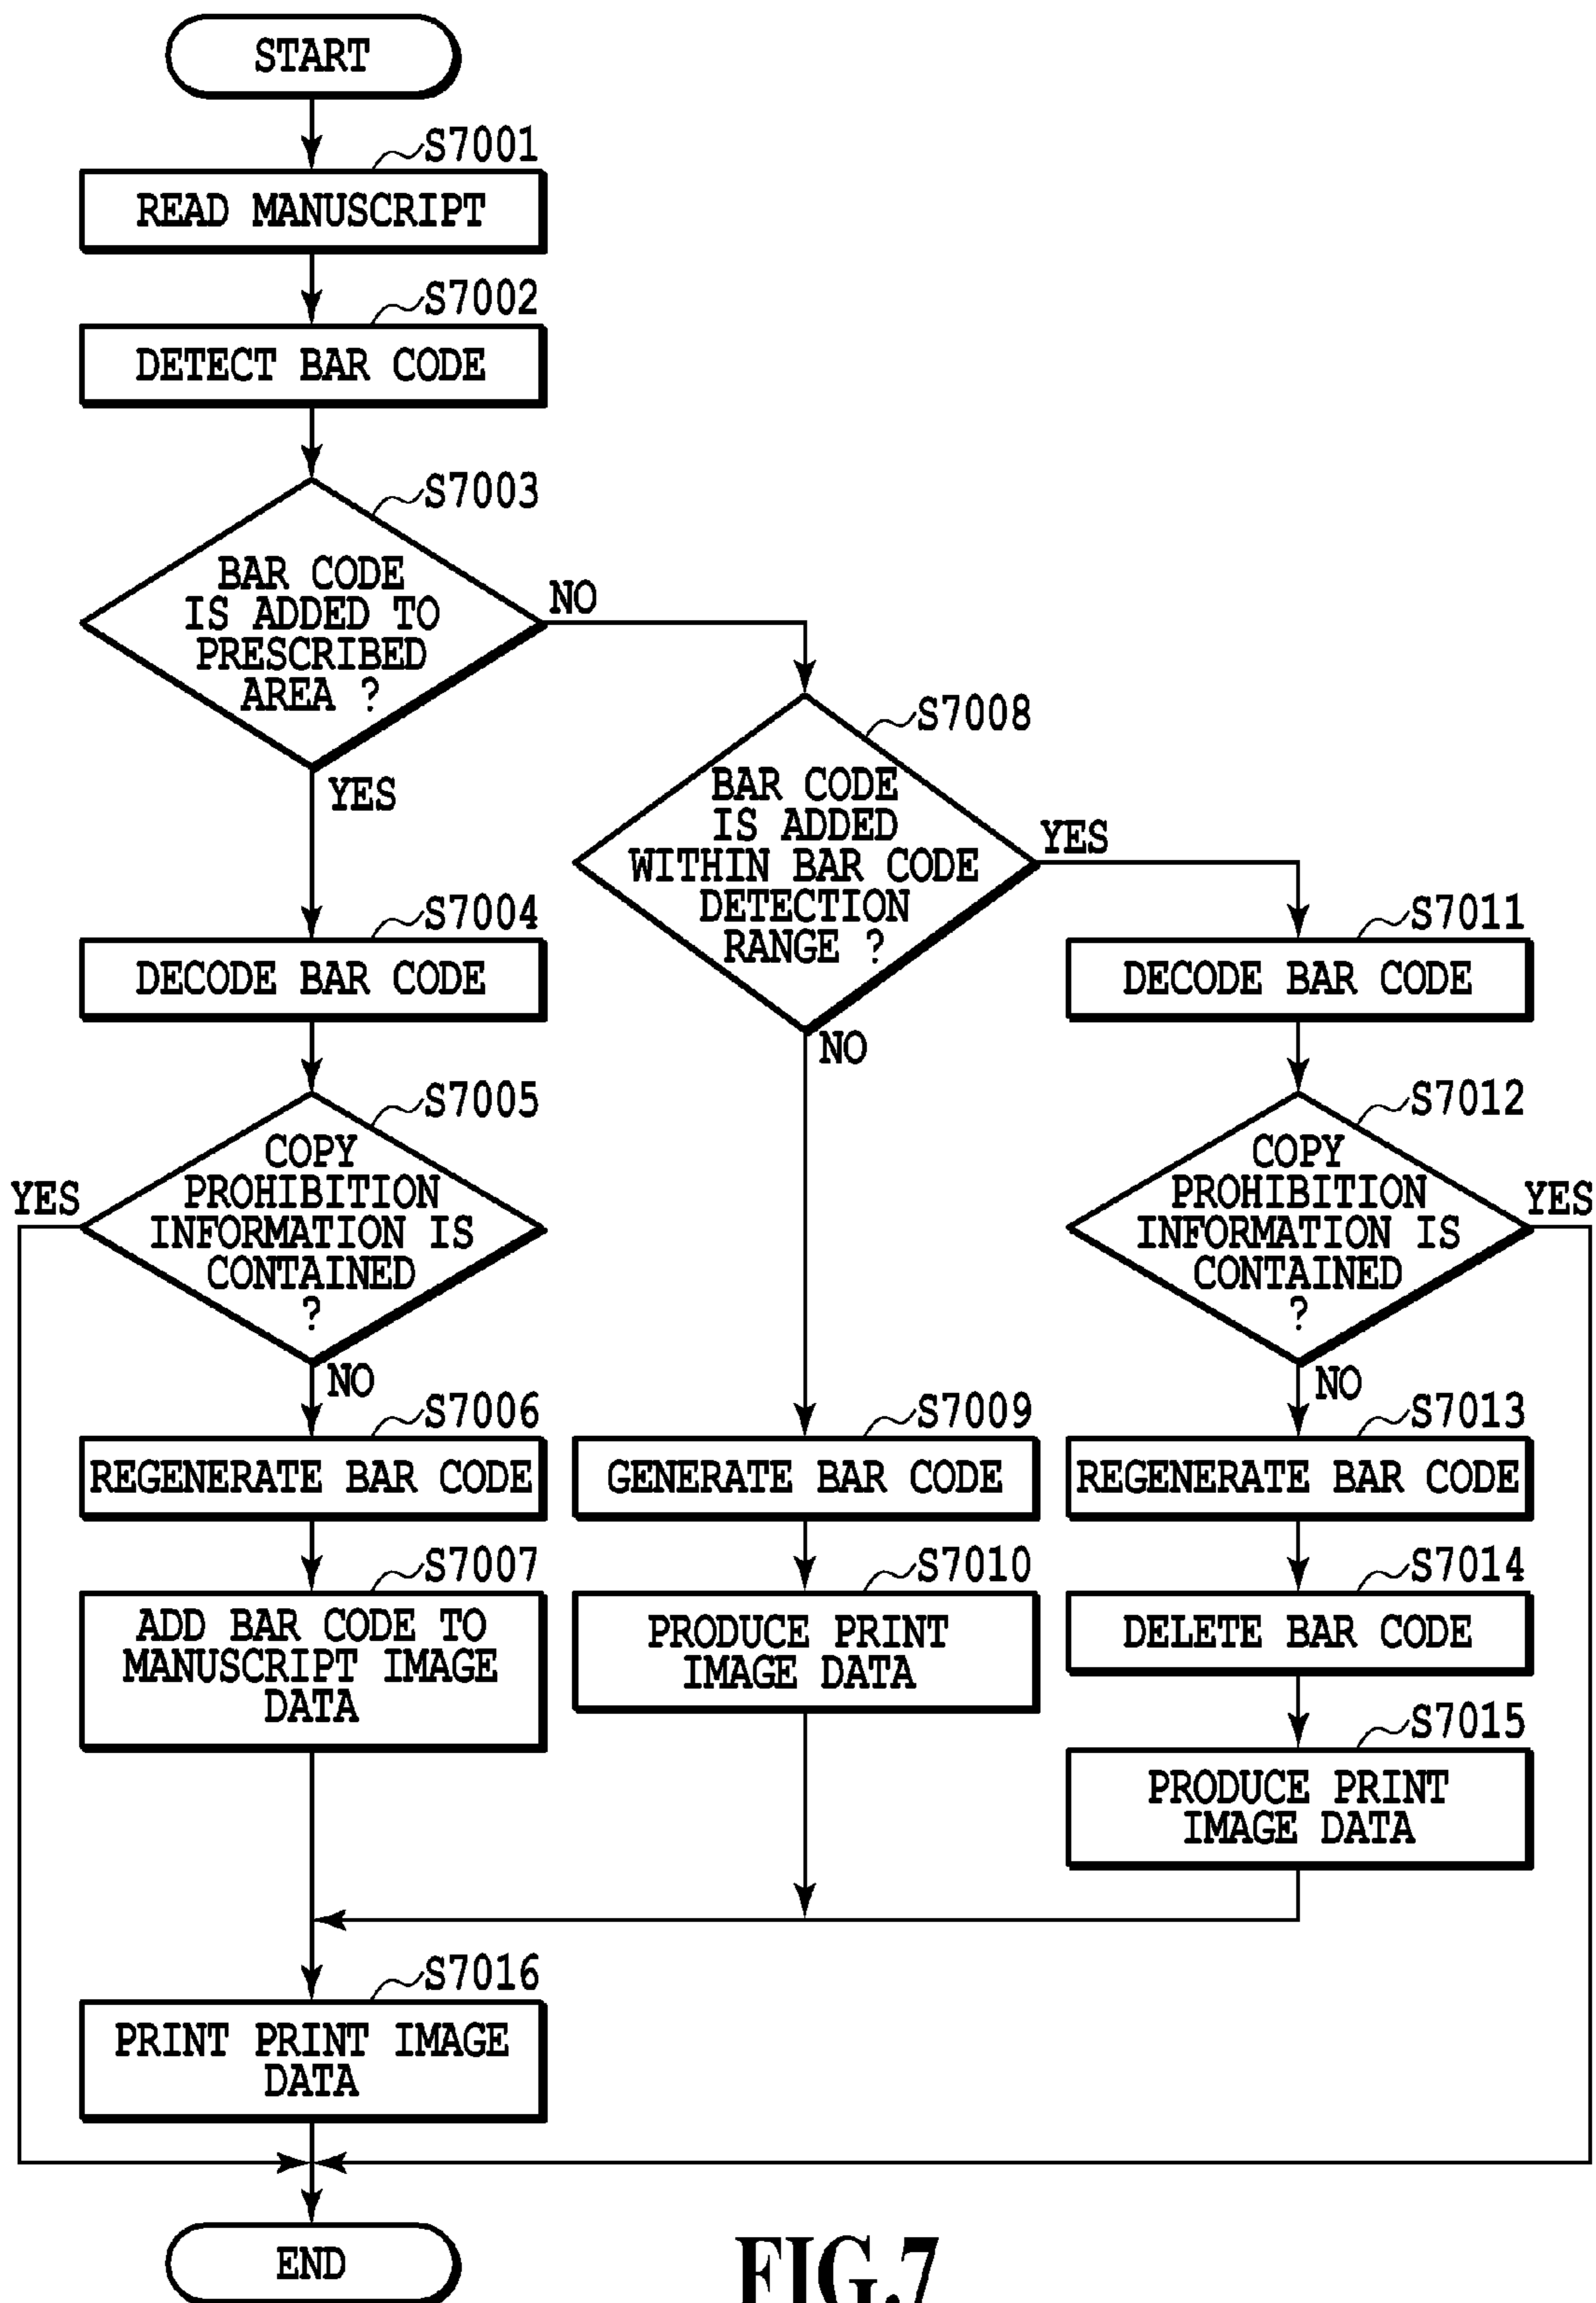 START
S7001
READ MANUSCRIPT
S7002
DETECT BAR CODE
S7003
BAR CODE
IS ADDED TO
PRESCRIBED
AREA ?
NO
YES
S7008
BAR CODE
IS ADDED
WITHIN BAR CODE
DETECTION
RANGE ?
YES
NO
S7004
DECODE BAR CODE
S7011
DECODE BAR CODE
S7005
COPY
PROHIBITION
INFORMATION IS
CONTAINED
?
YES
NO
S7012
COPY
PROHIBITION
INFORMATION IS
CONTAINED
?
YES
NO
S7006
REGENERATE BAR CODE
S7009
GENERATE BAR CODE
S7013
REGENERATE BAR CODE
S7007
ADD BAR CODE TO
MANUSCRIPT IMAGE
DATA
S7010
PRODUCE PRINT
IMAGE DATA
S7014
DELETE BAR CODE
S7015
PRODUCE PRINT
IMAGE DATA
S7016
PRINT PRINT IMAGE
DATA
END
FIG.7